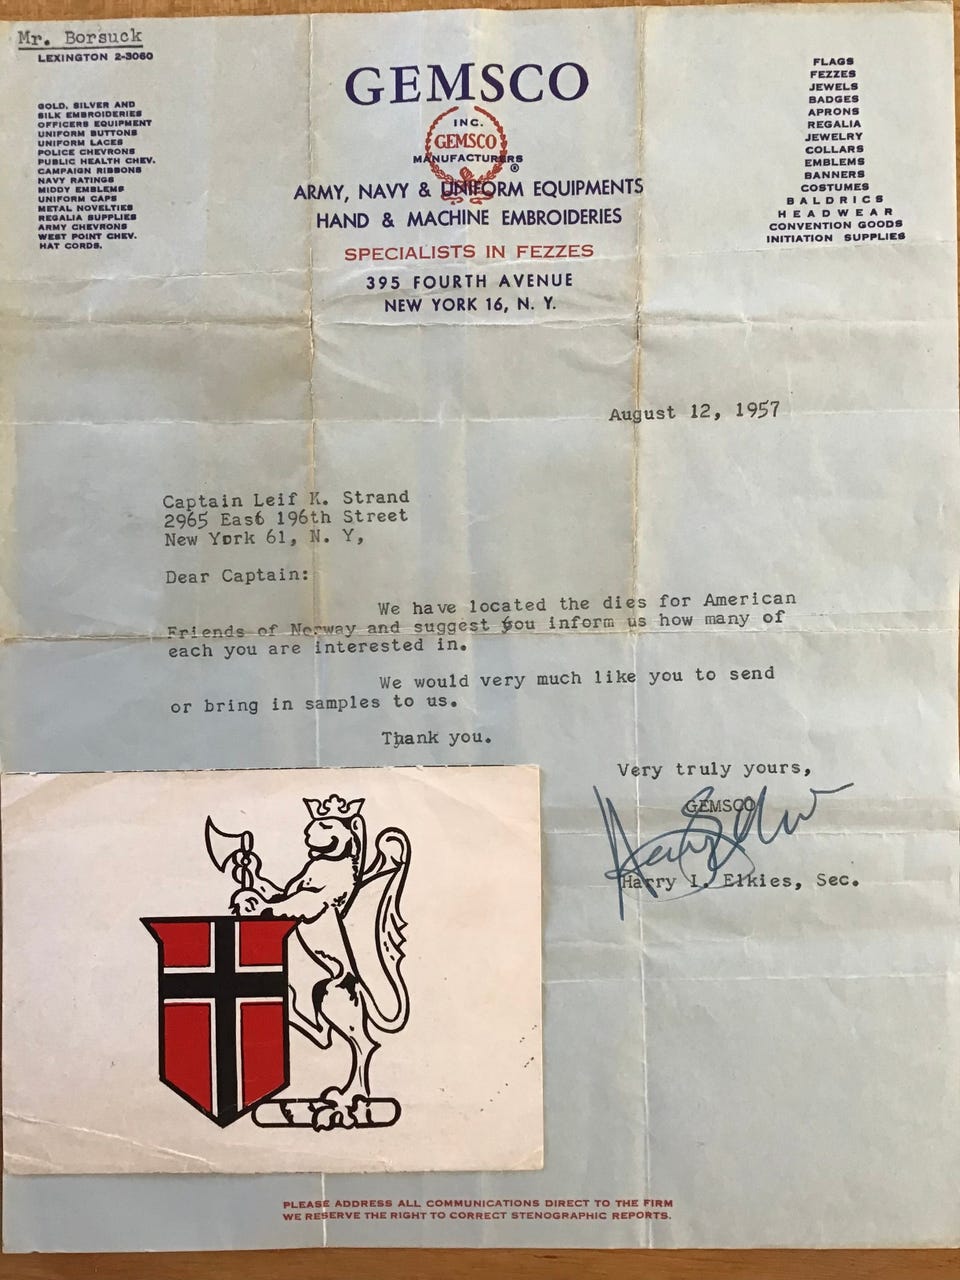 Mr. Borsuck
LEXINGTON 2-3060
GOLD, SILVER AND
SILK EMBROIDERIES
OFFICERS EQUIPMENT
UNIFORM BUTTONS
UNIFORM LACES
POLICE CHEVRONS
PUBLIC HEALTH CHEV.
CAMPAIGN RIBBONS
NAVY RATINGS
MIDDY EMBLEMS
UNIFORM CAPS
METAL NOVELTIES
REGALIA SUPPLIES
ARMY CHEVRONS
WEST POINT CHEV.
HAT CORDS.
GEMSCO
INC.
GEMSCO
MANUFACTURERS
®
ARMY, NAVY & UNIFORM EQUIPMENTS
HAND & MACHINE EMBROIDERIES
SPECIALISTS IN FEZZES
395 FOURTH AVENUE
NEW YORK 16, N. Y.
FLAGS
FEZZES
JEWELS
BADGES
APRONS
REGALIA
JEWELRY
COLLARS
EMBLEMS
BANNERS
COSTUMES
BALDRICS
HEADWEAR
CONVENTION GOODS
INITIATION SUPPLIES
August 12, 1957
Captain Leif K. Strand
2965 Eas6 196th Street
New York 61, N. Y,
Dear Captain:
We have located the dies for American
Friends of Norway and suggest you inform us how many of
each you are interested in.
We would very much like you to send
or bring in samples to us.
Thank you.
Very truly yours,
GEMSCO
Harry I. Elkies, Sec.
PLEASE ADDRESS ALL COMMUNICATIONS DIRECT TO THE FIRM
WE RESERVE THE RIGHT TO CORRECT STENOGRAPHIC REPORTS.